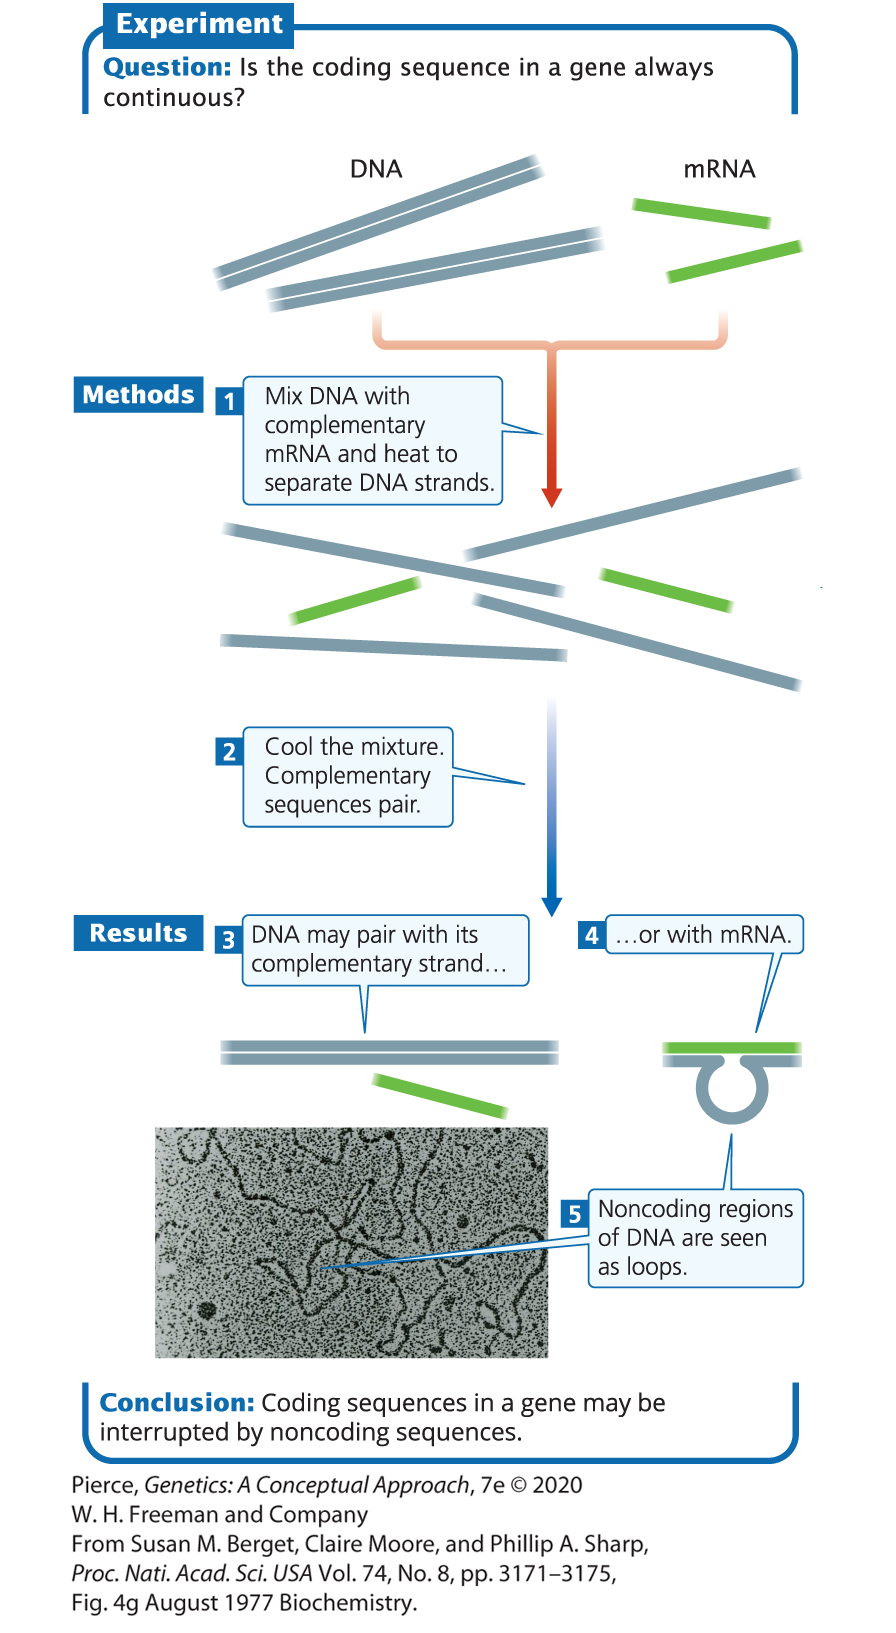 Experiment
Question: Is the coding sequence in a gene always
continuous?
DNA
mRNA
Methods
1
Mix DNA with
complementary
mRNA and heat to
separate DNA strands.
2
Cool the mixture.
Complementary
sequences pair.
Results
3
DNA may pair with its
complementary strand…
4
…or with mRNA.
5
Noncoding regions
of DNA are seen
as loops.
Conclusion: Coding sequences in a gene may be
interrupted by noncoding sequences.
Pierce, Genetics: A Conceptual Approach, 7e © 2020
W. H. Freeman and Company
From Susan M. Berget, Claire Moore, and Phillip A. Sharp,
Proc. Nati. Acad. Sci. USA Vol. 74, No. 8, pp. 3171–3175,
Fig. 4g August 1977 Biochemistry.